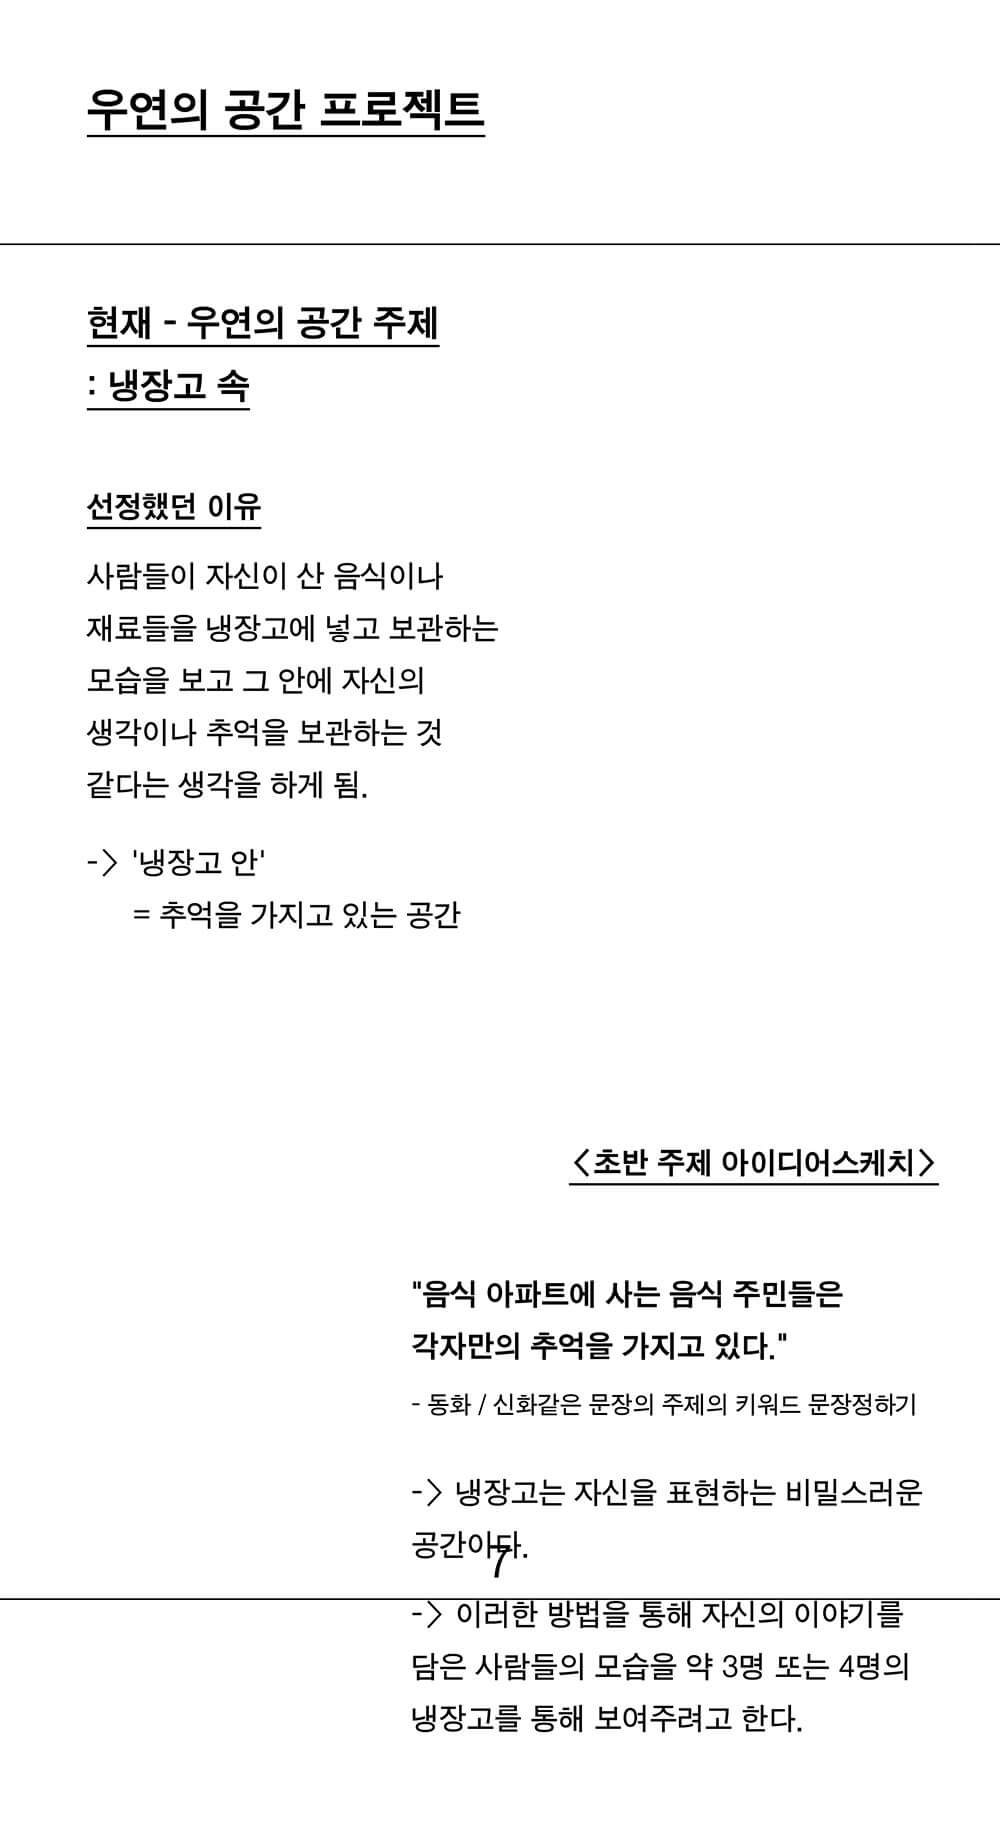 우연의 공간 프로젝트
현재 - 우연의 공간 주제
: 냉장고 속
선정했던 이유
사람들이 자신이 산 음식이나
재료들을 냉장고에 넣고 보관하는
모습을 보고 그 안에 자신의
생각이나 추억을 보관하는 것
같다는 생각을 하게 됨.
-> '냉장고 안'
= 추억을 가지고 있는 공간
<초반 주제 아이디어스케치>
"음식 아파트에 사는 음식 주민들은
각자만의 추억을 가지고 있다."
- 동화 / 신화같은 문장의 주제의 키워드 문장정하기
-> 냉장고는 자신을 표현하는 비밀스러운
공간이다.
7
-> 이러한 방법을 통해 자신의 이야기를
담은 사람들의 모습을 약 3명 또는 4명의
냉장고를 통해 보여주려고 한다.